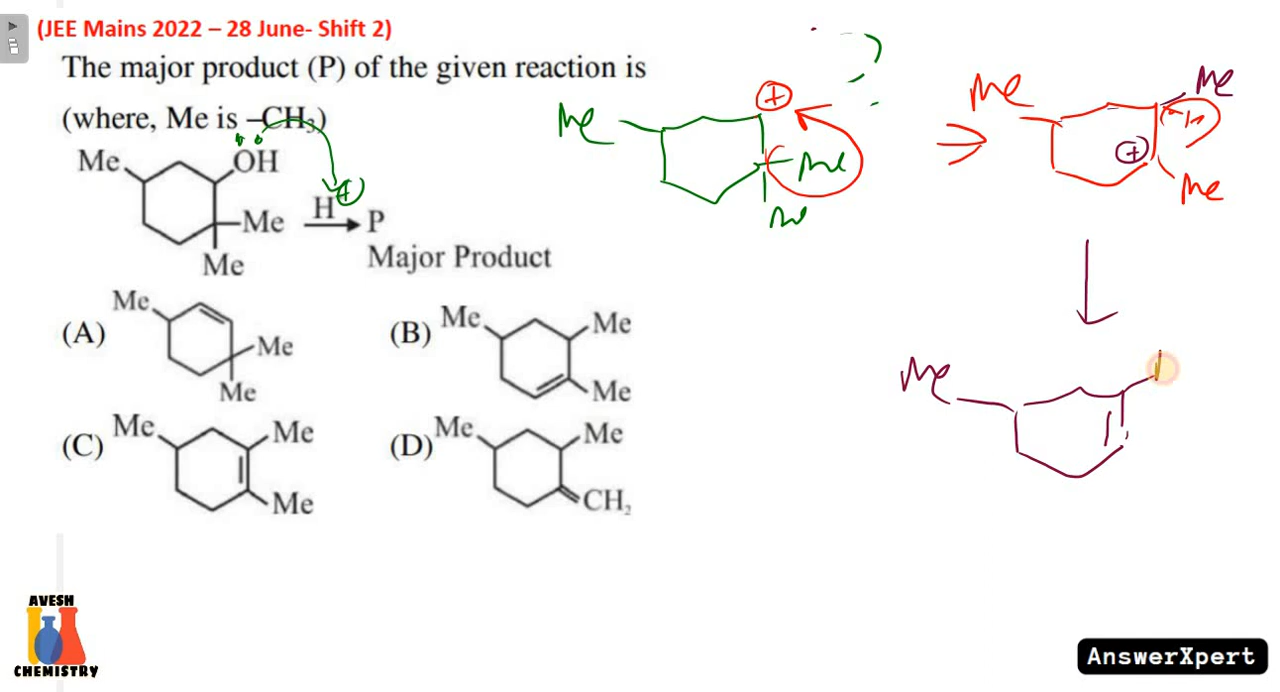 (JEE Mains 2022 – 28 June- Shift 2)
The major product (P) of the given reaction is
(where, Me is –CH₃)
Me
OH
Me
Me
H
P
Major Product
(A)
Me
Me
Me
(B)
Me
Me
Me
(C)
Me
Me
Me
(D)
Me
Me
CH₂
Me
+
Me
Me
⇒
Me
Me
+
Me
Me
AVESH
CHEMISTRY
AnswerXpert